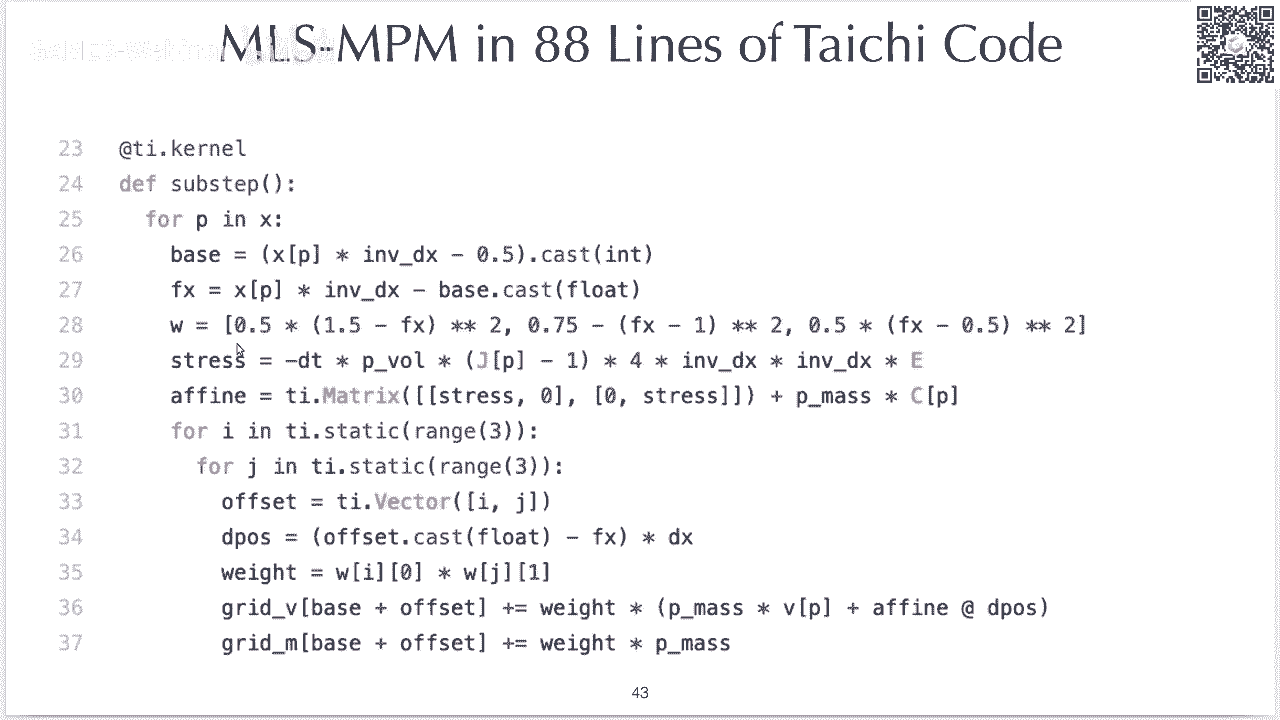 MLS-MPM in 88 Lines of Taichi Code
23 @ti.kernel
24 def substep():
25 for p in x:
26 base = (x[p] * inv_dx - 0.5).cast(int)
27 fx = x[p] * inv_dx - base.cast(float)
28 w = [0.5 * (1.5 - fx) ** 2, 0.75 - (fx - 1) ** 2, 0.5 * (fx - 0.5) ** 2]
29 stress = -dt * p_vol * (J[p] - 1) * 4 * inv_dx * inv_dx * E
30 affine = ti.Matrix([[stress, 0], [0, stress]]) + p_mass * C[p]
31 for i in ti.static(range(3)):
32 for j in ti.static(range(3)):
33 offset = ti.Vector([i, j])
34 dpos = (offset.cast(float) - fx) * dx
35 weight = w[i][0] * w[j][1]
36 grid_v[base + offset] += weight * (p_mass * v[p] + affine @ dpos)
37 grid_m[base + offset] += weight * p_mass
43